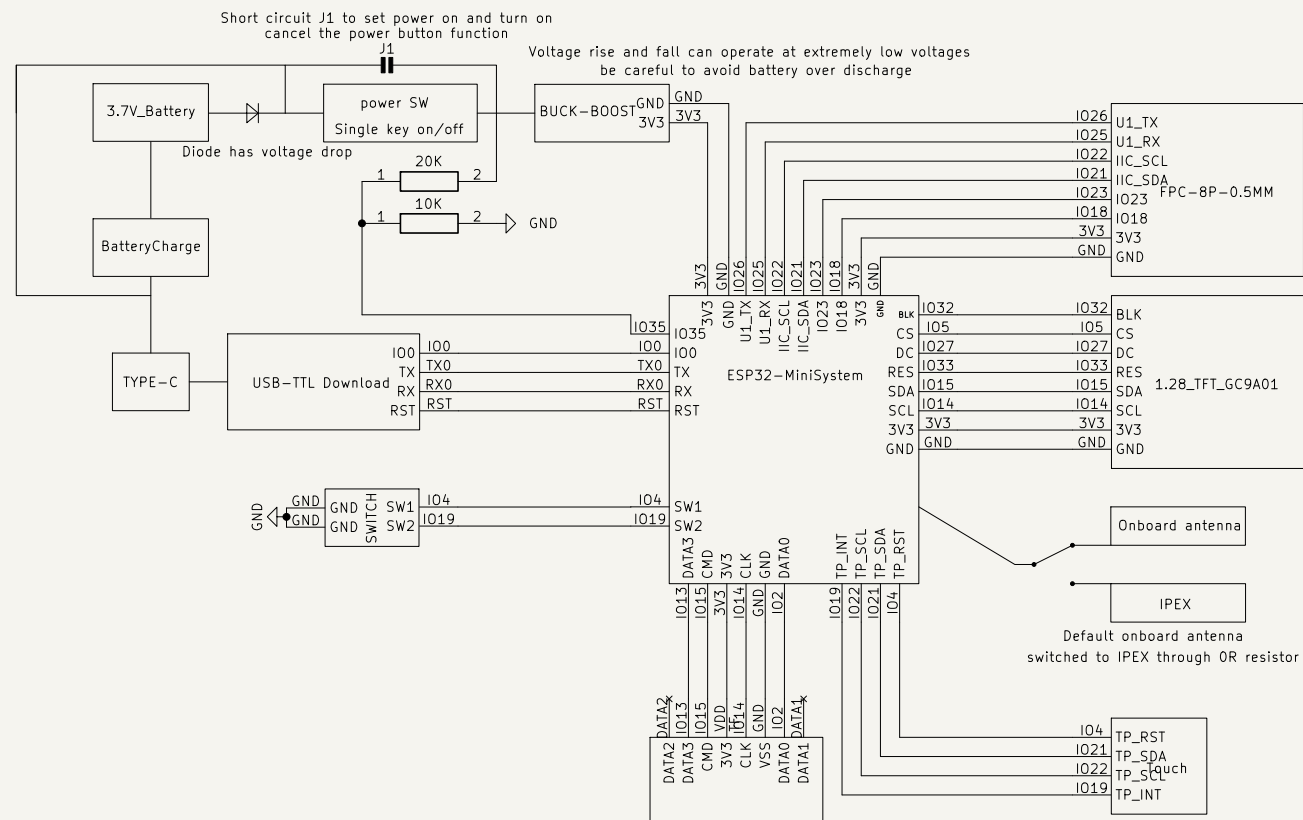 Short circuit J1 to set power on and turn on
cancel the power button function
J1
Voltage rise and fall can operate at extremely low voltages
be careful to avoid battery over discharge
3.7V_Battery
power SW
Single key on/off
Diode has voltage drop
BUCK-BOOST
GND
3V3
GND
3V3
20K
1
2
10K
1
2
GND
BatteryCharge
TYPE-C
USB-TTL Download
IO0
TX
RX
RST
IO0
TX0
RX0
RST
IO35
IO0
TX0
RX0
RST
IO35
IO0
TX
RX
RST
ESP32-MiniSystem
3V3
GND
IO26
IO25
IO22
IO21
IO23
IO18
3V3
GND
3V3
GND
U1_TX
U1_RX
IIC_SCL
IIC_SDA
IO23
IO18
3V3
GND
IO26
IO25
IO22
IO21
IO23
IO18
3V3
GND
U1_TX
U1_RX
IIC_SCL
IIC_SDA
IO23
IO18
3V3
GND
FPC-8P-0.5MM
BLK
CS
DC
RES
SDA
SCL
3V3
GND
IO32
IO5
IO27
IO33
IO15
IO14
3V3
GND
IO32
IO5
IO27
IO33
IO15
IO14
3V3
GND
BLK
CS
DC
RES
SDA
SCL
3V3
GND
1.28_TFT_GC9A01
GND
GND
GND
GND
GND
SWITCH
SW1
SW2
IO4
IO19
IO4
IO19
SW1
SW2
DATA3
CMD
3V3
CLK
GND
DATA0
TP_INT
TP_SCL
TP_SDA
TP_RST
IO13
IO15
3V3
IO14
GND
IO2
IO19
IO22
IO21
IO4
Onboard antenna
IPEX
Default onboard antenna
switched to IPEX through 0R resistor
DATA2
IO13
IO15
VDD
TF
IO14
GND
IO2
DATA1
DATA2
DATA3
CMD
3V3
CLK
VSS
DATA0
DATA1
IO4
IO21
IO22
IO19
TP_RST
TP_SDA
TP_SCL
TP_INT
Touch